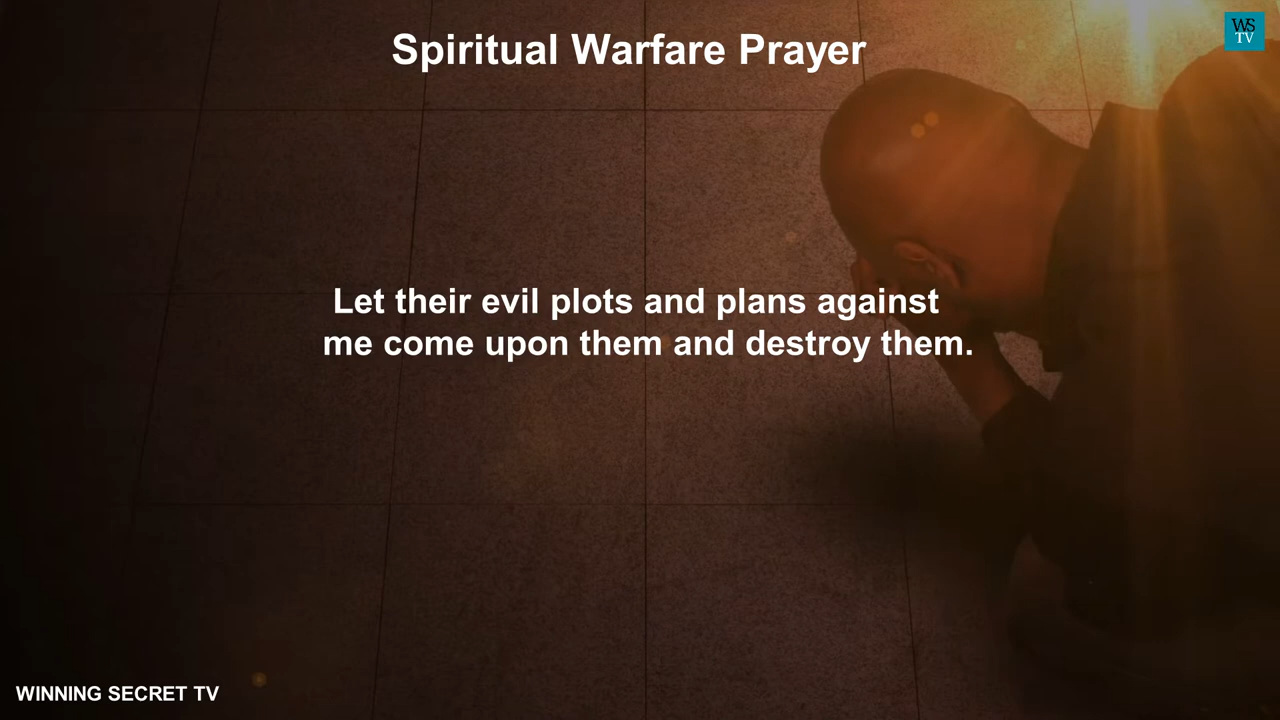 Spiritual Warfare Prayer
WS
TV
Let their evil plots and plans against
me come upon them and destroy them.
WINNING SECRET TV